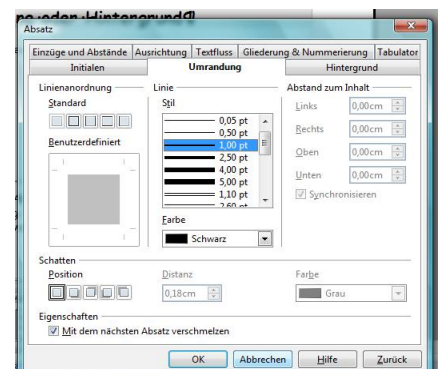 Absatz
Einzüge und Abstände Ausrichtung Textfluss Gliederung & Nummerierung Tabulator
Initialen Umrandung Hintergrund
Linienanordnung Linie Abstand zum Inhalt
Standard Stil Links 0,00cm
0,05 pt
0,50 pt
1,00 pt
2,50 pt
4,00 pt
5,00 pt
1,10 pt
2,60 pt
Rechts 0,00cm
Benutzerdefiniert Oben 0,00cm
Unten 0,00cm
Synchronisieren
Farbe
Schwarz
Schatten
Position Distanz Farbe
0,18cm Grau
Eigenschaften
Mit dem nächsten Absatz verschmelzen
OK Abbrechen Hilfe Zurück